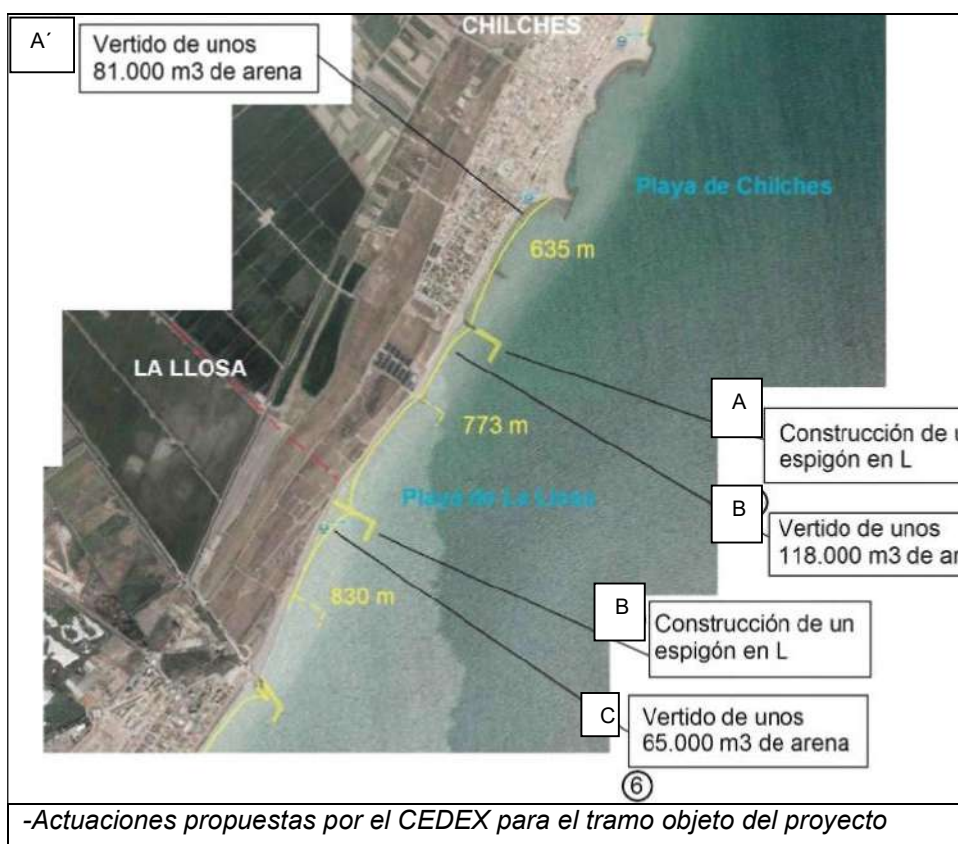 A´
Vertido de unos
81.000 m3 de arena
CHILCHES
Playa de Chilches
635 m
LA LLOSA
773 m
A
Construcción de
espigón en L
Playa de La Llosa
B
Vertido de unos
118.000 m3 de
830 m
B
Construcción de un
espigón en L
C
Vertido de unos
65.000 m3 de arena
6
-Actuaciones propuestas por el CEDEX para el tramo objeto del proyecto